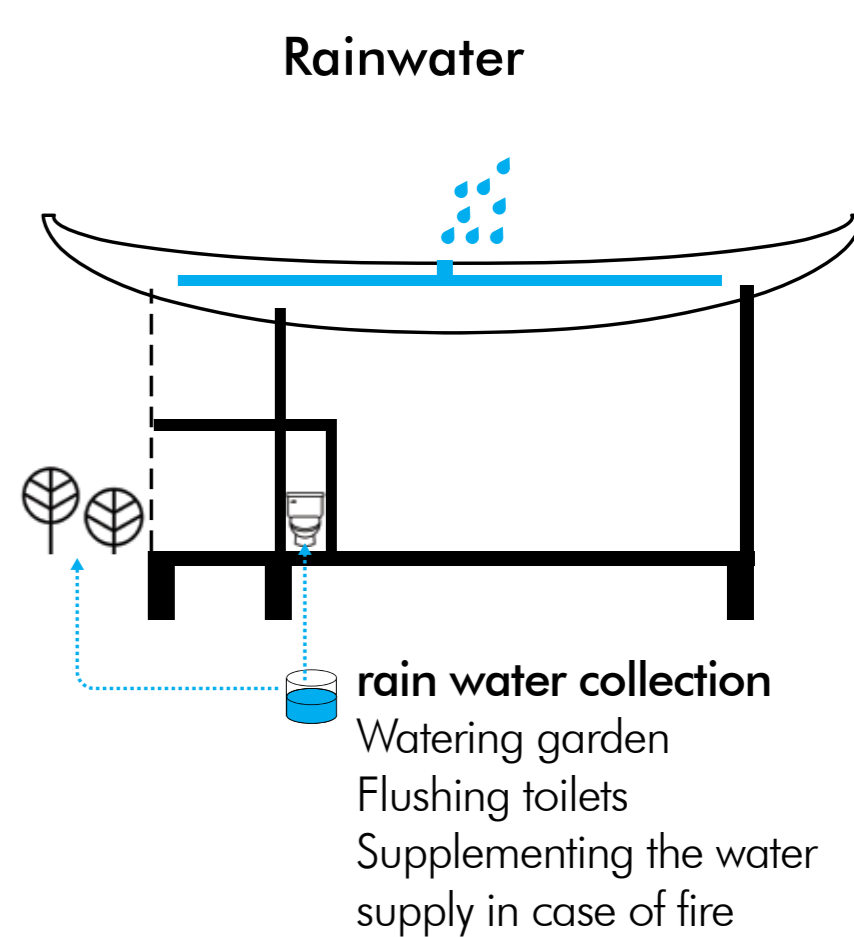 Rainwater
rain water collection
Watering garden
Flushing toilets
Supplementing the water
supply in case of fire